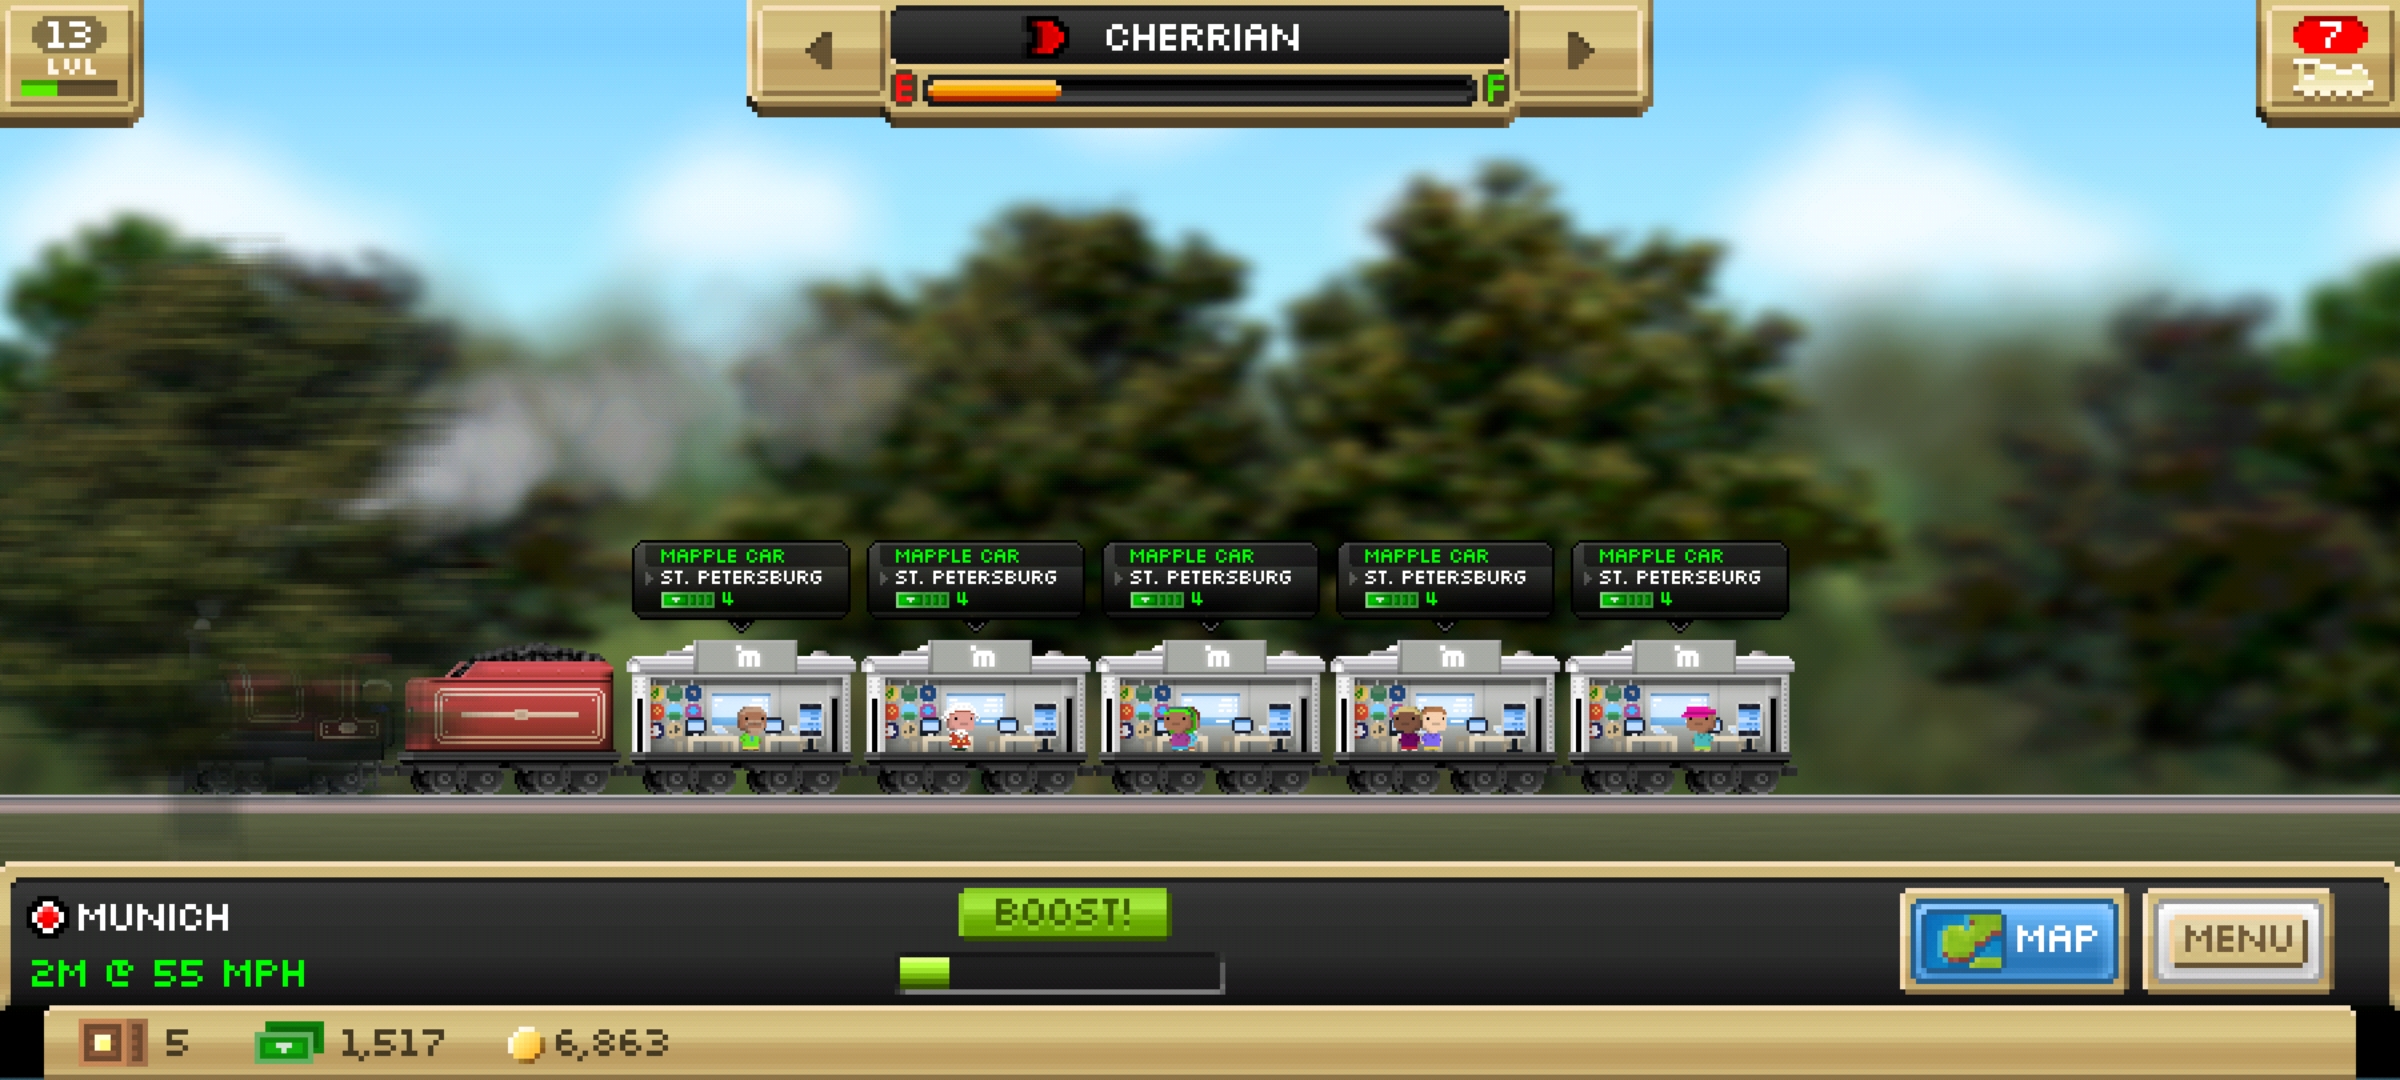 13
LVL
CHERRIAN
E F
7
MAPPLE CAR
ST. PETERSBURG
4
MAPPLE CAR
ST. PETERSBURG
4
MAPPLE CAR
ST. PETERSBURG
4
MAPPLE CAR
ST. PETERSBURG
4
MAPPLE CAR
ST. PETERSBURG
4
m
m
m
m
m
MUNICH
2M @ 55 MPH
BOOST!
MAP
MENU
5
1,517
6,863